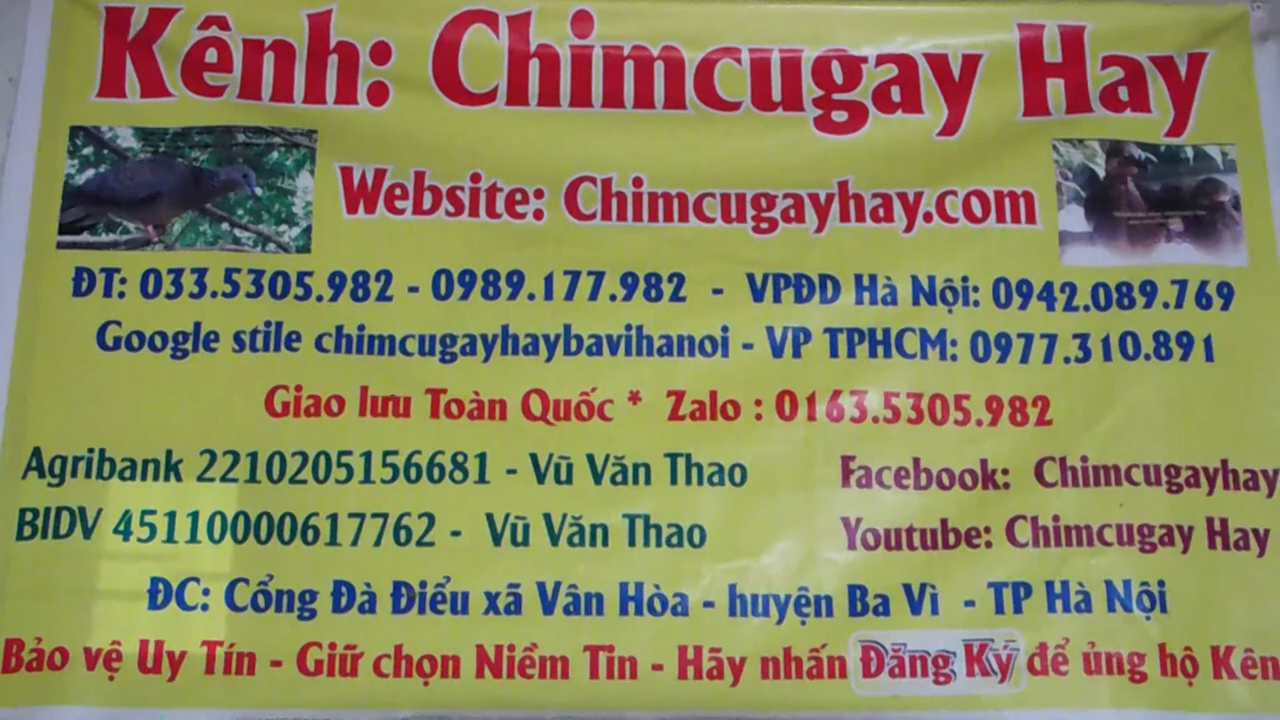 Kênh: Chimcugay Hay
Website: Chimcugayhay.com
ĐT: 033.5305.982 - 0989.177.982 - VPĐD Hà Nội: 0942.089.769
Google stile chimcugayhaybavihanoi - VP TPHCM: 0977.310.891
Giao lưu Toàn Quốc * Zalo : 0163.5305.982
Agribank 2210205156681 - Vũ Văn Thao
Facebook: Chimcugayhay
BIDV 45110000617762 - Vũ Văn Thao
Youtube: Chimcugay Hay
ĐC: Cổng Đà Điểu xã Vân Hòa - huyện Ba Vì - TP Hà Nội
Bảo vệ Uy Tín - Giữ chọn Niềm Tin - Hãy nhấn Đăng Ký để ủng hộ Kên